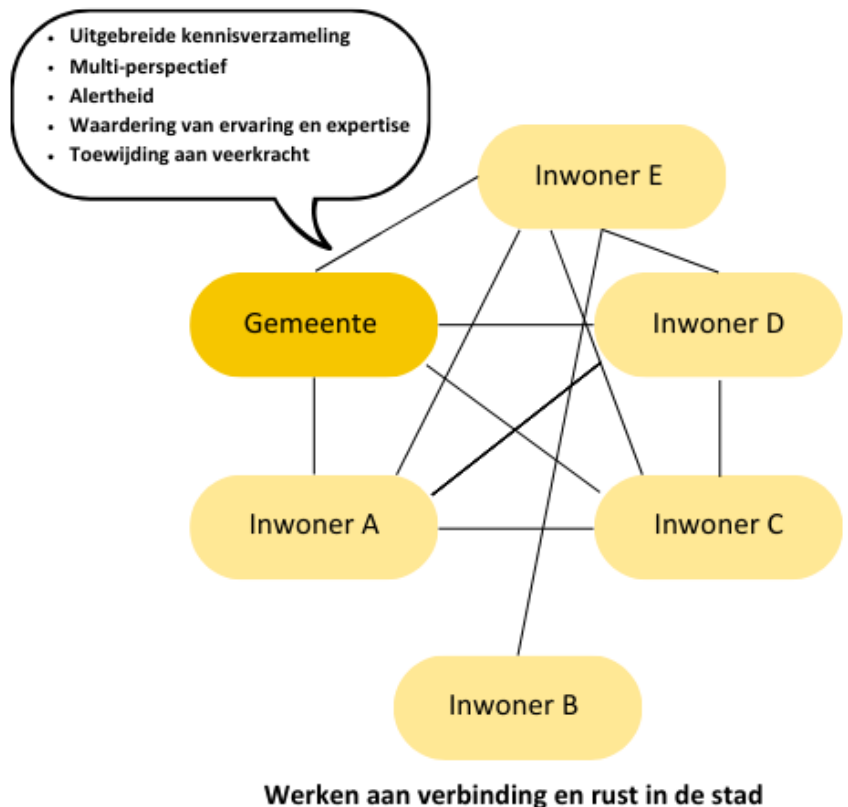 • Uitgebreide kennisverzameling
• Multi-perspectief
• Alertheid
• Waardering van ervaring en expertise
• Toewijding aan veerkracht
Inwoner E
Gemeente
Inwoner D
Inwoner A
Inwoner C
Inwoner B
Werken aan verbinding en rust in de stad